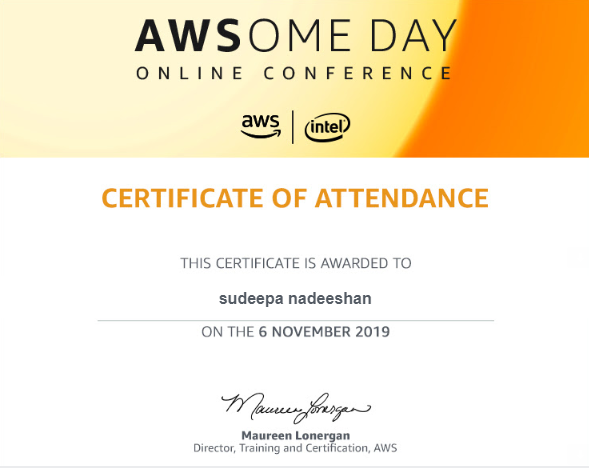 AWSOME DAY
ONLINE CONFERENCE
aws | intel
CERTIFICATE OF ATTENDANCE
THIS CERTIFICATE IS AWARDED TO
sudeepa nadeeshan
ON THE 6 NOVEMBER 2019
Maureen Lonergan
Maureen Lonergan
Director, Training and Certification, AWS